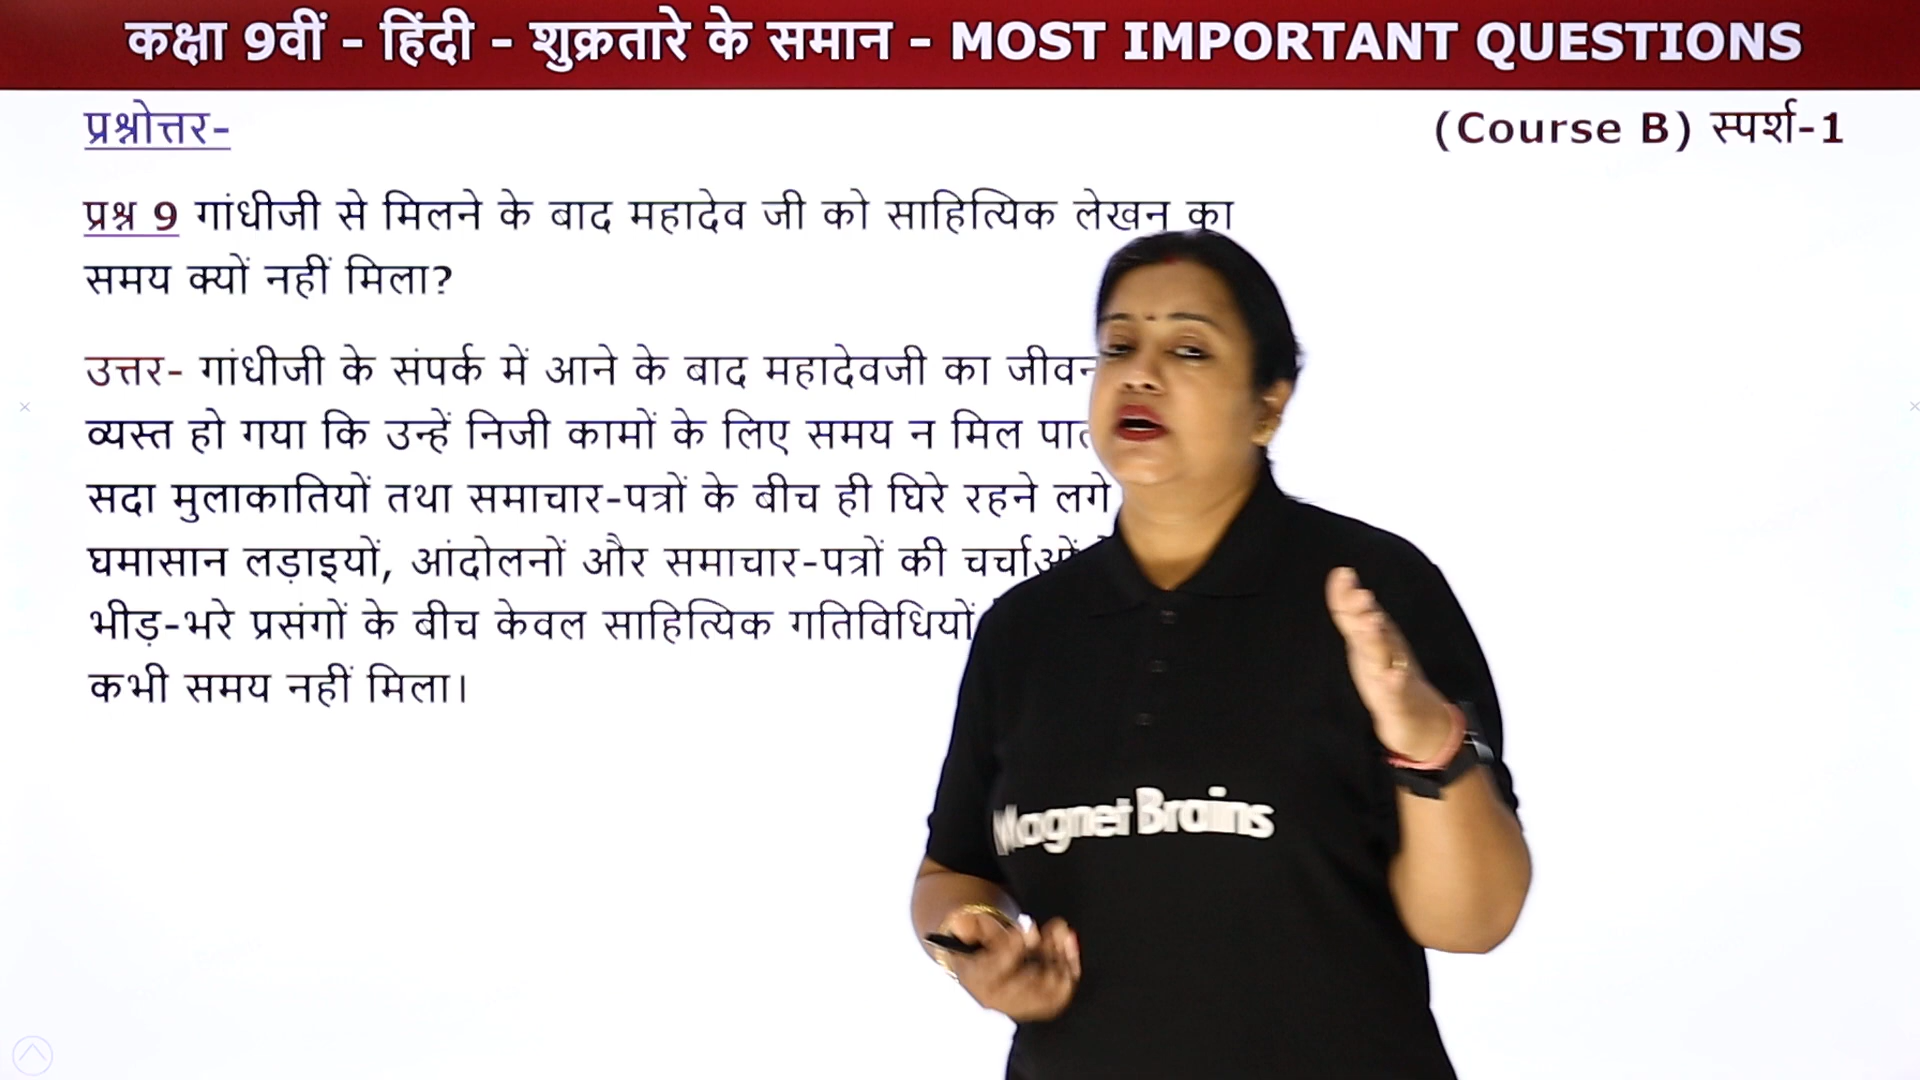 कक्षा 9वीं - हिंदी - शुक्रतारे के समान - MOST IMPORTANT QUESTIONS
प्रश्नोत्तर-
(Course B) स्पर्श-1
प्रश्न 9 गांधीजी से मिलने के बाद महादेव जी को साहित्यिक लेखन का
समय क्यों नहीं मिला?
उत्तर- गांधीजी के संपर्क में आने के बाद महादेवजी का जीवन
व्यस्त हो गया कि उन्हें निजी कामों के लिए समय न मिल
सदा मुलाकातियों तथा समाचार-पत्रों के बीच ही घिरे रहने लगे
घमासान लड़ाइयों, आंदोलनों और समाचार-पत्रों की चर्चाओं
भीड़-भरे प्रसंगों के बीच केवल साहित्यिक गतिविधियों
कभी समय नहीं मिला।
Magnet Brains